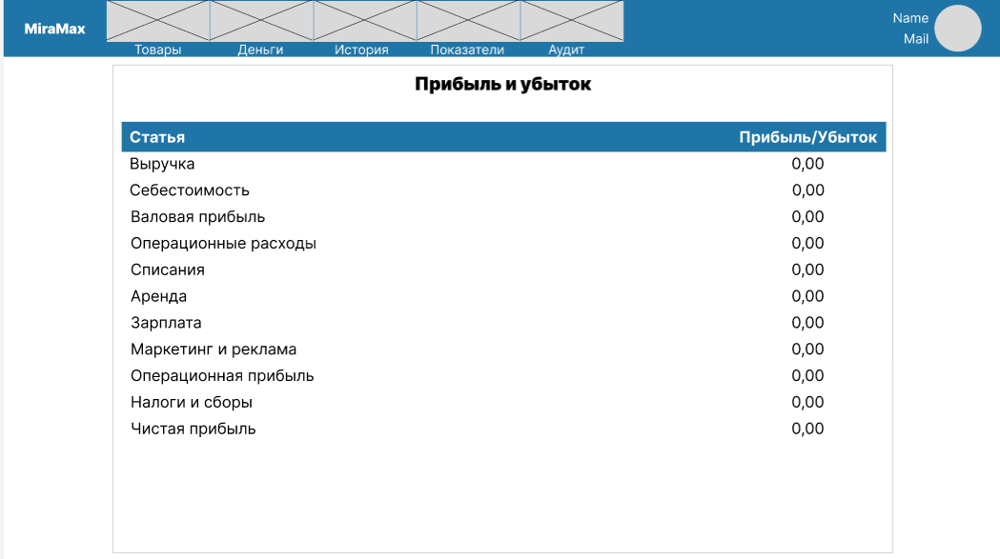 MiraMax
Товары Деньги История Показатели Аудит
Name
Mail
Прибыль и убыток
Статья Прибыль/Убыток
Выручка 0,00
Себестоимость 0,00
Валовая прибыль 0,00
Операционные расходы 0,00
Списания 0,00
Аренда 0,00
Зарплата 0,00
Маркетинг и реклама 0,00
Операционная прибыль 0,00
Налоги и сборы 0,00
Чистая прибыль 0,00